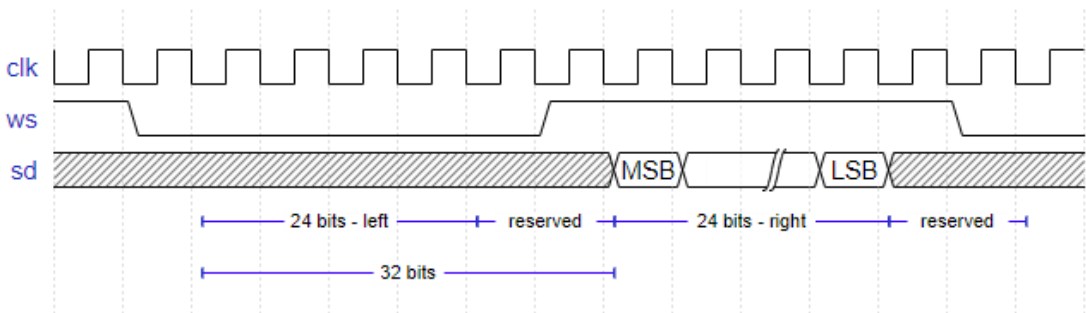 clk
ws
sd MSB LSB
24 bits - left reserved 24 bits - right reserved
32 bits